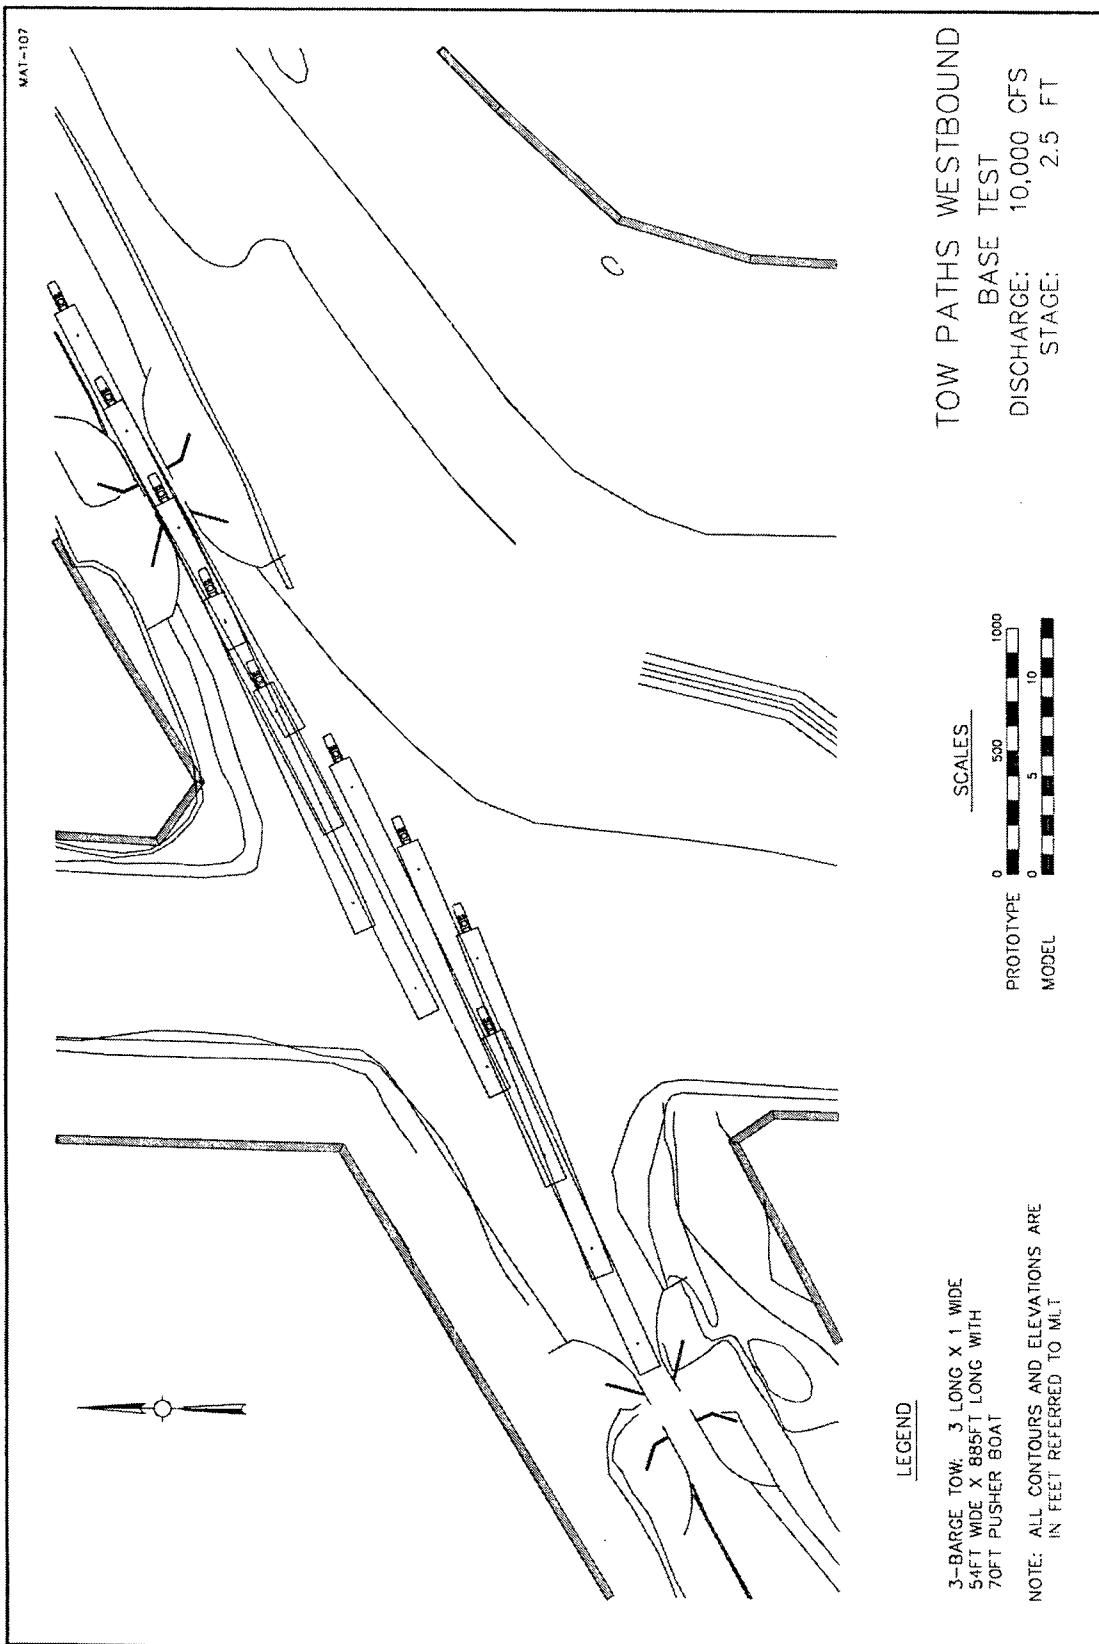 MAT-107
TOW PATHS WESTBOUND
BASE TEST
DISCHARGE: 10,000 CFS
STAGE: 2.5 FT
SCALES
PROTOTYPE 0 500 1000
MODEL 0 5 10
LEGEND
3-BARGE TOW: 3 LONG X 1 WIDE
54FT WIDE X 885FT LONG WITH
70FT PUSHER BOAT
NOTE: ALL CONTOURS AND ELEVATIONS ARE
IN FEET REFERRED TO MLT